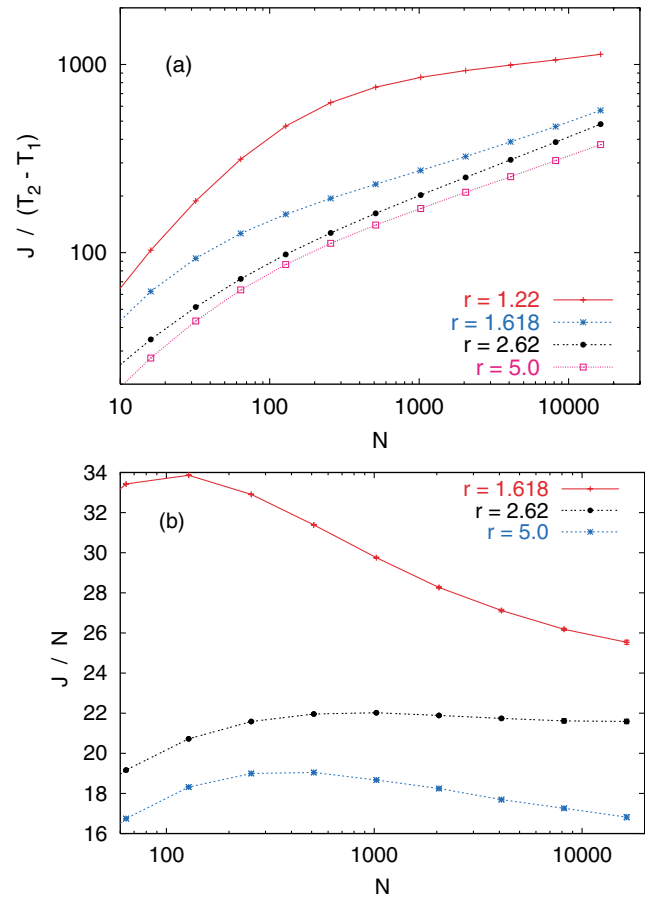 1000
100
J / (T2 - T1)
(a)
r = 1.22
r = 1.618
r = 2.62
r = 5.0
10 100 1000 10000
N
34
32
30
28
26
24
22
20
18
16
J / N
(b)
r = 1.618
r = 2.62
r = 5.0
100 1000 10000
N